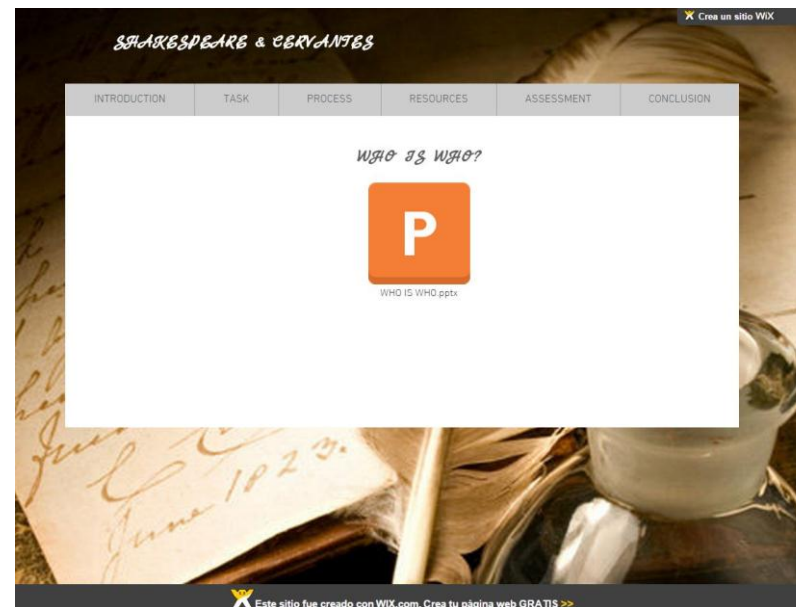 Crea un sitio WiX
SHAKESPEARE & CERVANTES
INTRODUCTION TASK PROCESS RESOURCES ASSESSMENT CONCLUSION
WHO IS WHO?
P
WHO IS WHO.pptx
June 1823.
June
Este sitio fue creado con WIX.com. Crea tu página web GRATIS >>